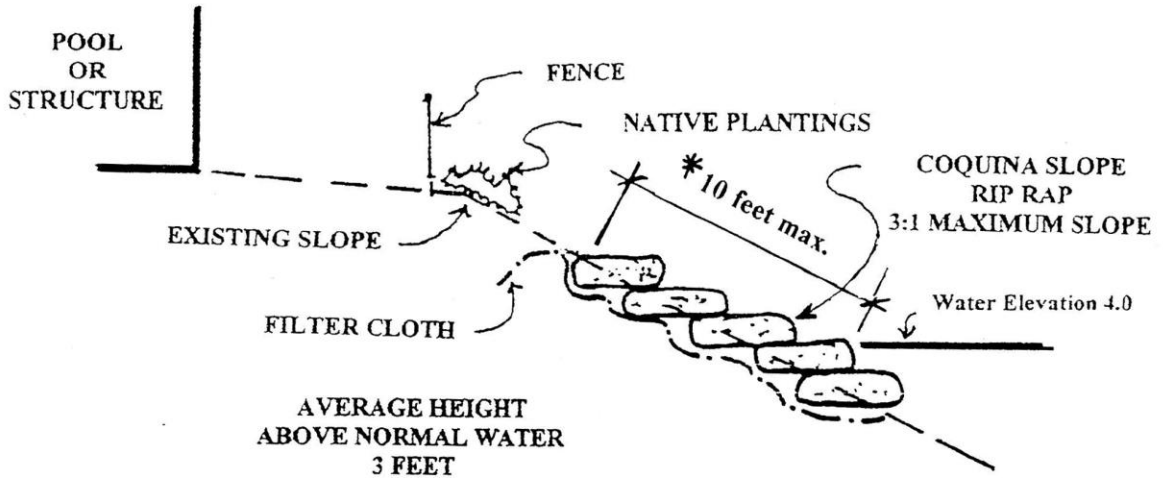 POOL
OR
STRUCTURE
FENCE
NATIVE PLANTINGS
* 10 feet max.
COQUINA SLOPE
RIP RAP
3:1 MAXIMUM SLOPE
EXISTING SLOPE
Water Elevation 4.0
FILTER CLOTH
AVERAGE HEIGHT
ABOVE NORMAL WATER
3 FEET